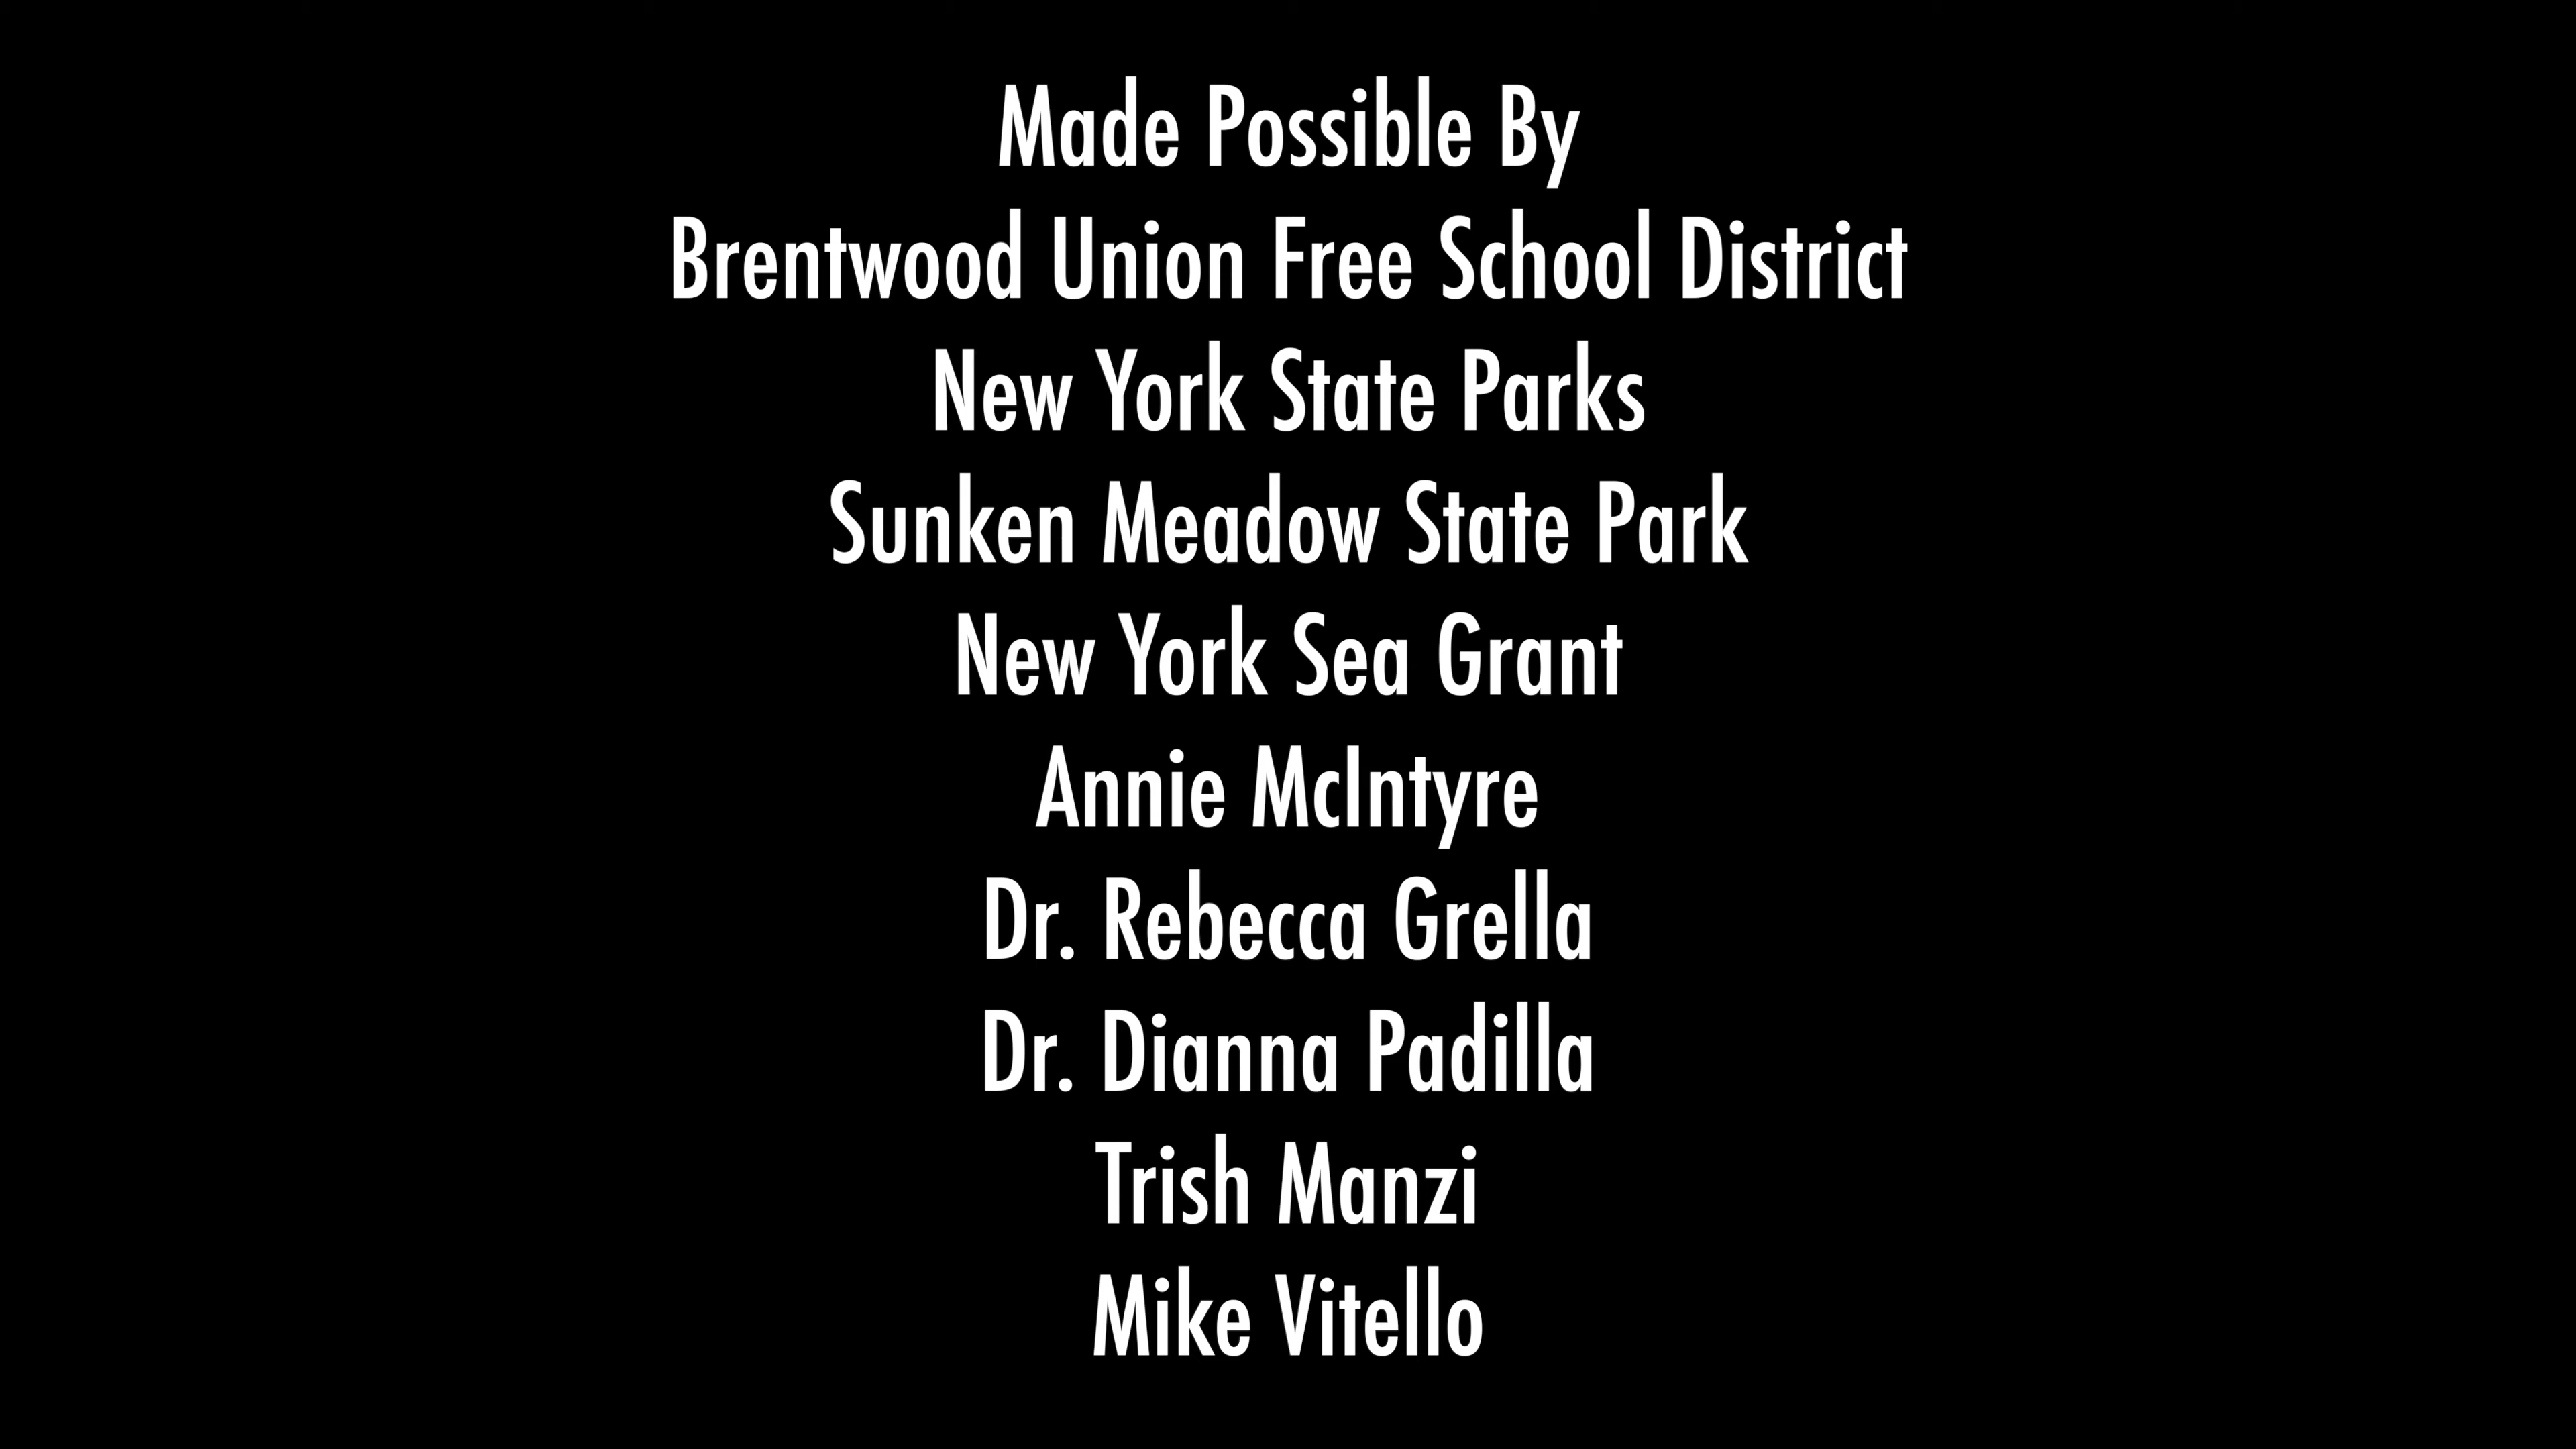 Made Possible By
Brentwood Union Free School District
New York State Parks
Sunken Meadow State Park
New York Sea Grant
Annie McIntyre
Dr. Rebecca Grella
Dr. Dianna Padilla
Trish Manzi
Mike Vitello